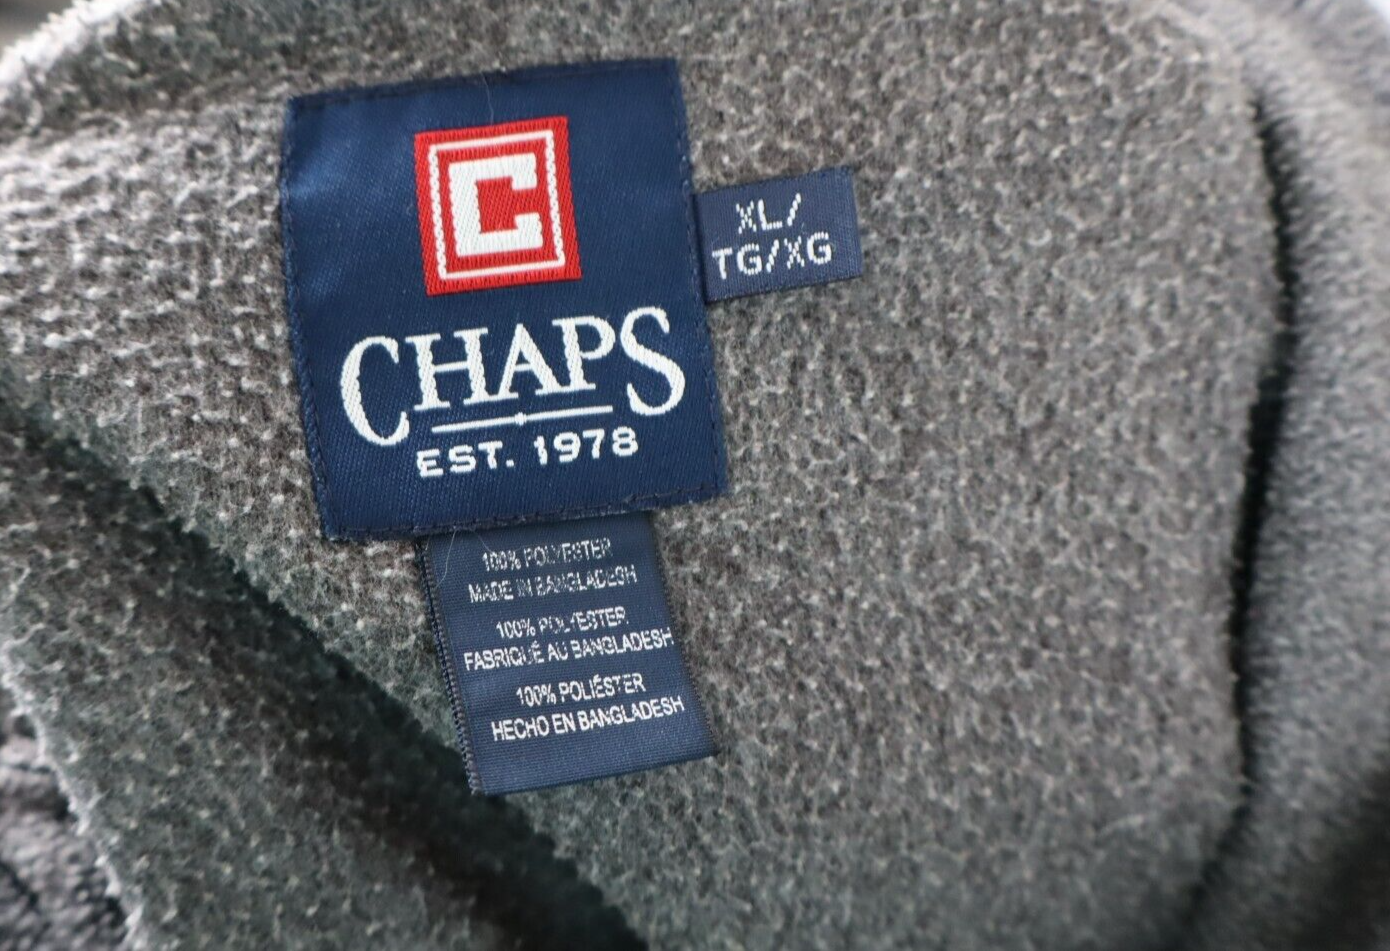 C
CHAPS
EST. 1978
XL/
TG/XG
100% POLYESTER
MADE IN BANGLADESH
100% POLYESTER
FABRIQUÉ AU BANGLADESH
100% POLIÉSTER
HECHO EN BANGLADESH